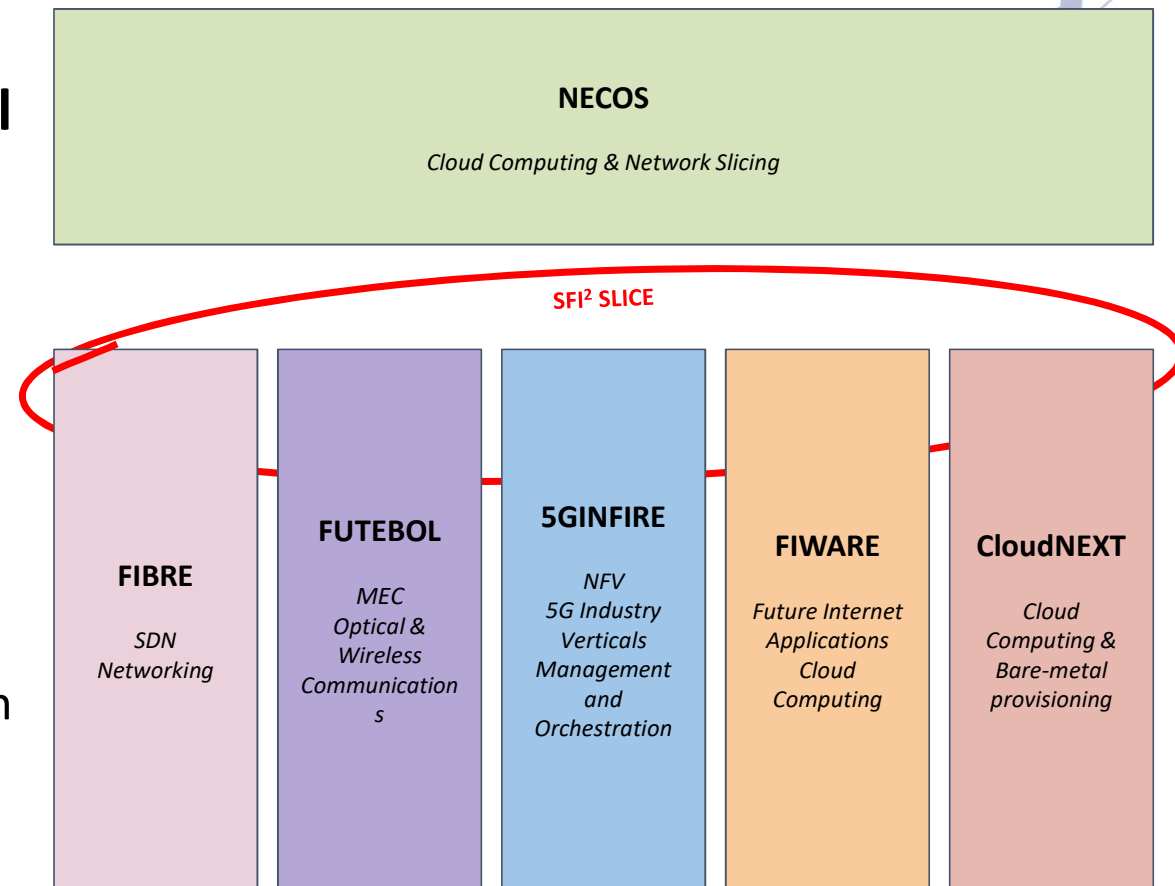 NECOS
Cloud Computing & Network Slicing
SFI² SLICE
FIBRE
SDN
Networking
FUTEBOL
MEC
Optical &
Wireless
Communication
s
5GINFIRE
NFV
5G Industry
Verticals
Management
and
Orchestration
FIWARE
Future Internet
Applications
Cloud
Computing
CloudNEXT
Cloud
Computing &
Bare-metal
provisioning